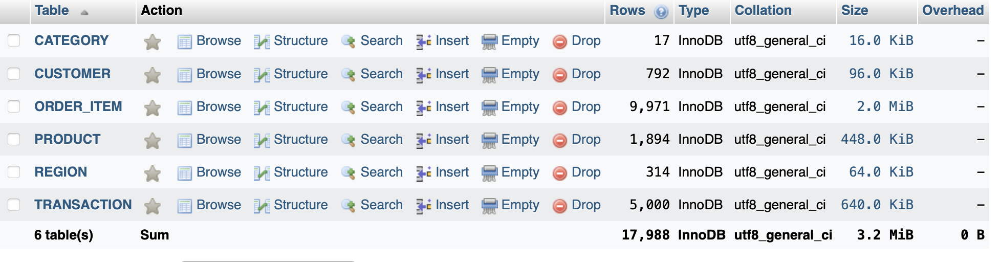 Table Action Rows Type Collation Size Overhead
CATEGORY Browse Structure Search Insert Empty Drop 17 InnoDB utf8_general_ci 16.0 KiB –
CUSTOMER Browse Structure Search Insert Empty Drop 792 InnoDB utf8_general_ci 96.0 KiB –
ORDER_ITEM Browse Structure Search Insert Empty Drop 9,971 InnoDB utf8_general_ci 2.0 MiB –
PRODUCT Browse Structure Search Insert Empty Drop 1,894 InnoDB utf8_general_ci 448.0 KiB –
REGION Browse Structure Search Insert Empty Drop 314 InnoDB utf8_general_ci 64.0 KiB –
TRANSACTION Browse Structure Search Insert Empty Drop 5,000 InnoDB utf8_general_ci 640.0 KiB –
6 table(s) Sum 17,988 InnoDB utf8_general_ci 3.2 MiB 0 B